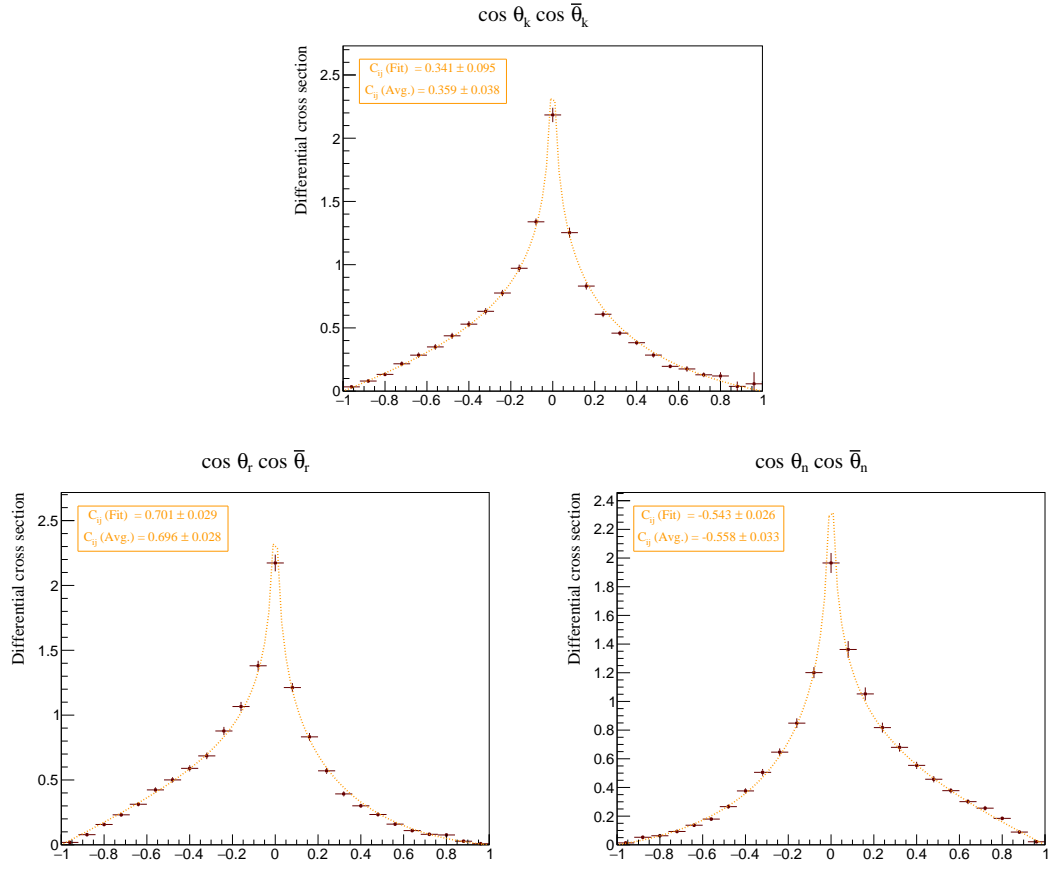 cos θk cos θ̄k
Differential cross section
Cij (Fit) = 0.341 ± 0.095
Cij (Avg.) = 0.359 ± 0.038
2.5
2
1.5
1
0.5
0
−1 −0.8 −0.6 −0.4 −0.2 0 0.2 0.4 0.6 0.8 1
cos θr cos θ̄r
Differential cross section
Cij (Fit) = 0.701 ± 0.029
Cij (Avg.) = 0.696 ± 0.028
2.5
2
1.5
1
0.5
0
−1 −0.8 −0.6 −0.4 −0.2 0 0.2 0.4 0.6 0.8 1
cos θn cos θ̄n
Differential cross section
Cij (Fit) = -0.543 ± 0.026
Cij (Avg.) = -0.558 ± 0.033
2.4
2.2
2
1.8
1.6
1.4
1.2
1
0.8
0.6
0.4
0.2
0
−1 −0.8 −0.6 −0.4 −0.2 0 0.2 0.4 0.6 0.8 1